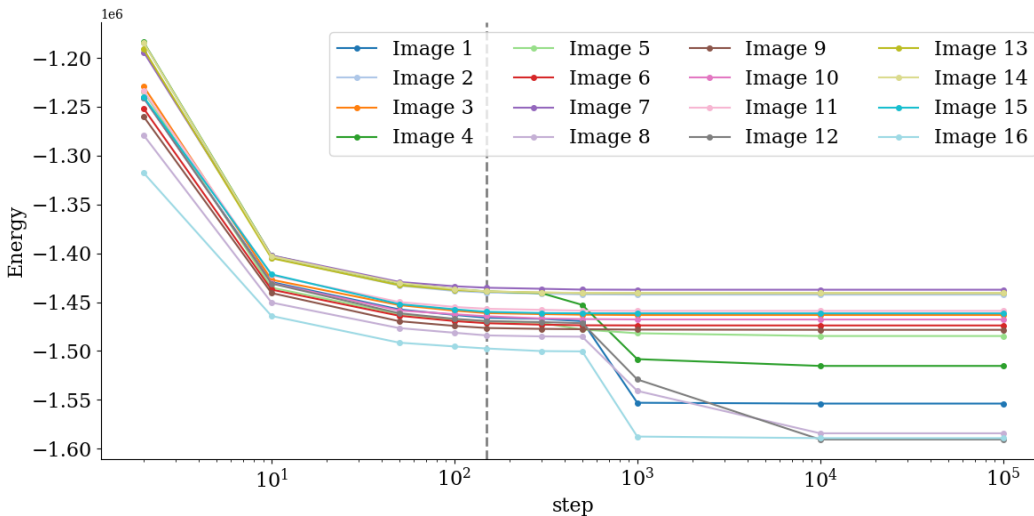 1e6
−1.20
−1.25
−1.30
−1.35
−1.40
−1.45
−1.50
−1.55
−1.60
Energy
Image 1 Image 5 Image 9 Image 13
Image 2 Image 6 Image 10 Image 14
Image 3 Image 7 Image 11 Image 15
Image 4 Image 8 Image 12 Image 16
10¹ 10² 10³ 10⁴ 10⁵
step